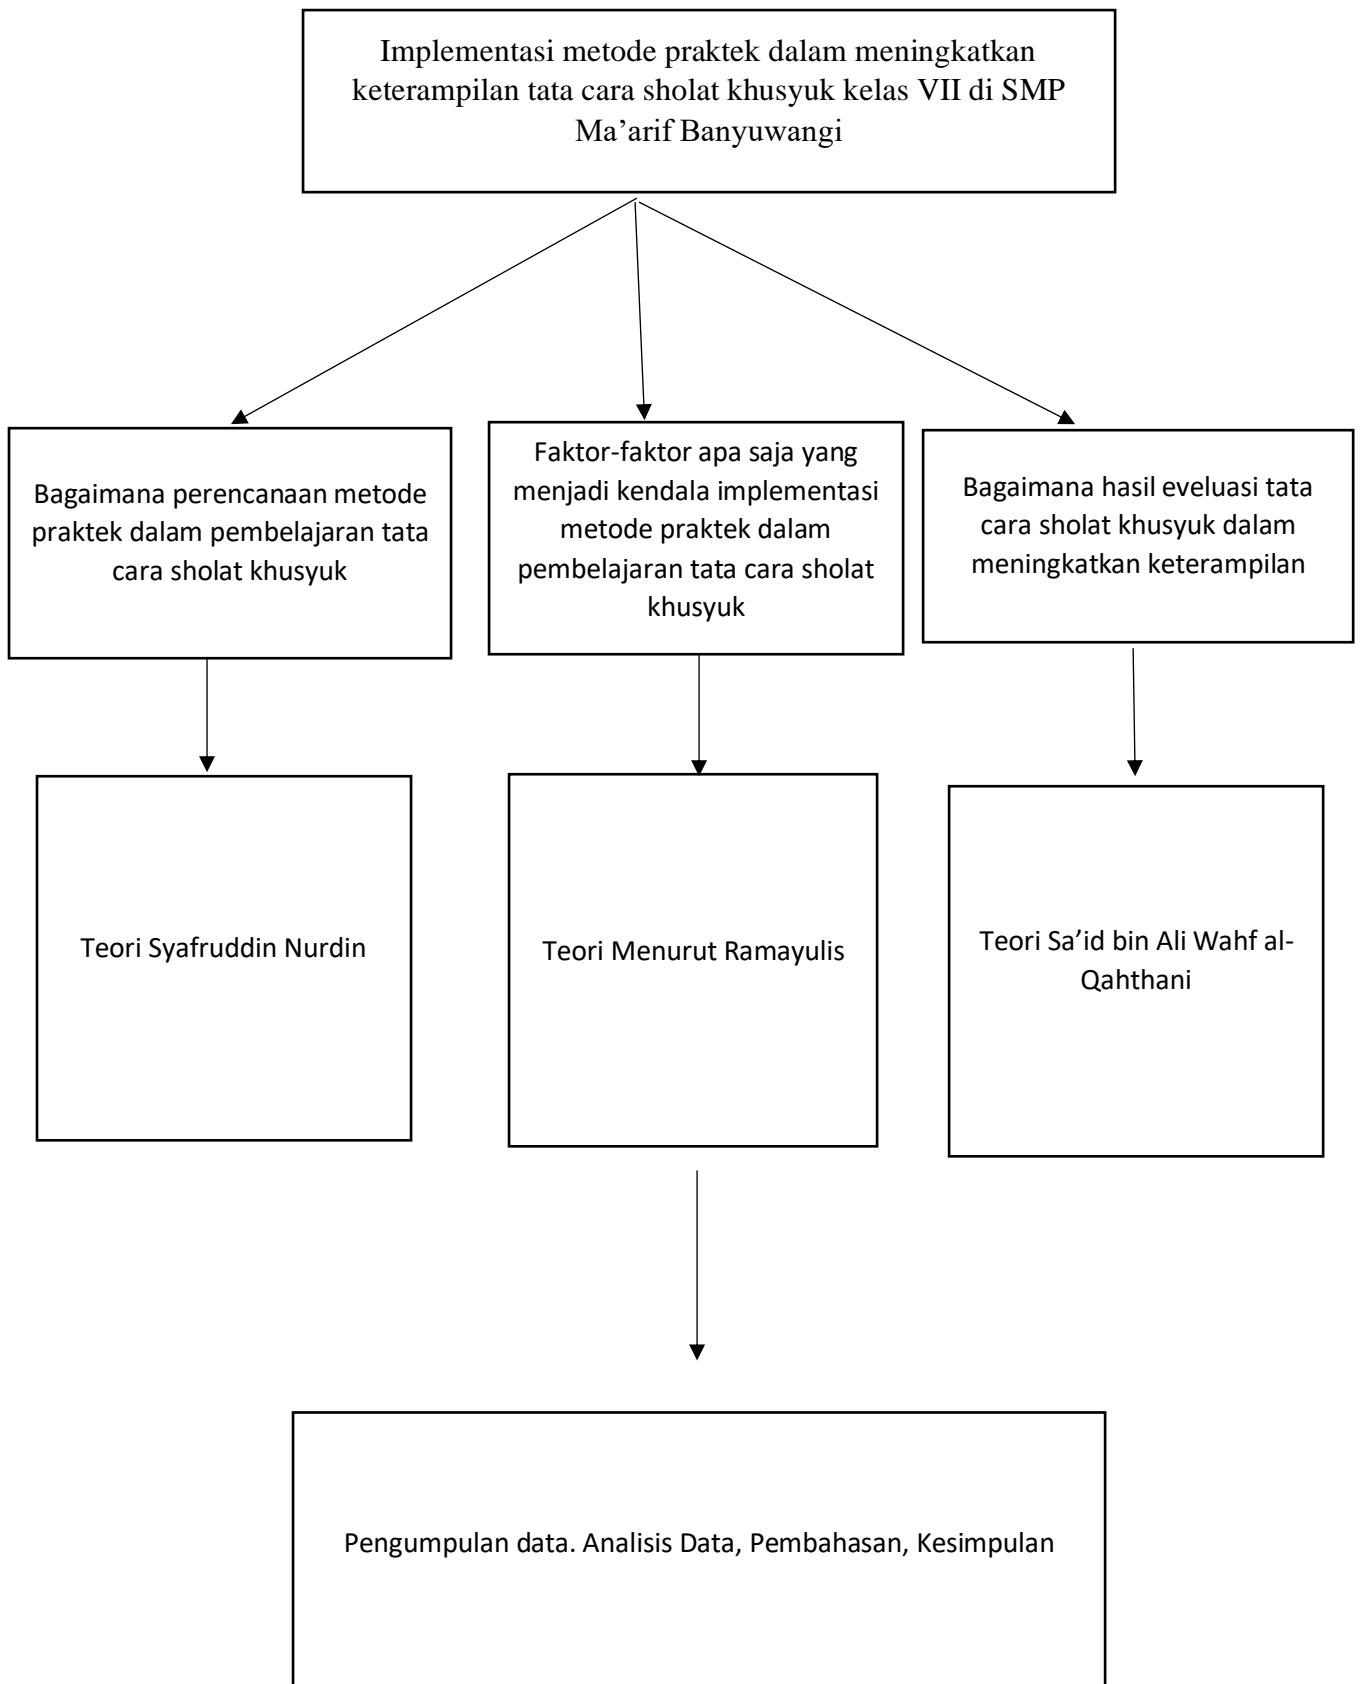 Implementasi metode praktek dalam meningkatkan
keterampilan tata cara sholat khusyuk kelas VII di SMP
Ma’arif Banyuwangi
Bagaimana perencanaan metode
praktek dalam pembelajaran tata
cara sholat khusyuk
Faktor-faktor apa saja yang
menjadi kendala implementasi
metode praktek dalam
pembelajaran tata cara sholat
khusyuk
Bagaimana hasil eveluasi tata
cara sholat khusyuk dalam
meningkatkan keterampilan
Teori Syafruddin Nurdin
Teori Menurut Ramayulis
Teori Sa’id bin Ali Wahf al-
Qahthani
Pengumpulan data. Analisis Data, Pembahasan, Kesimpulan